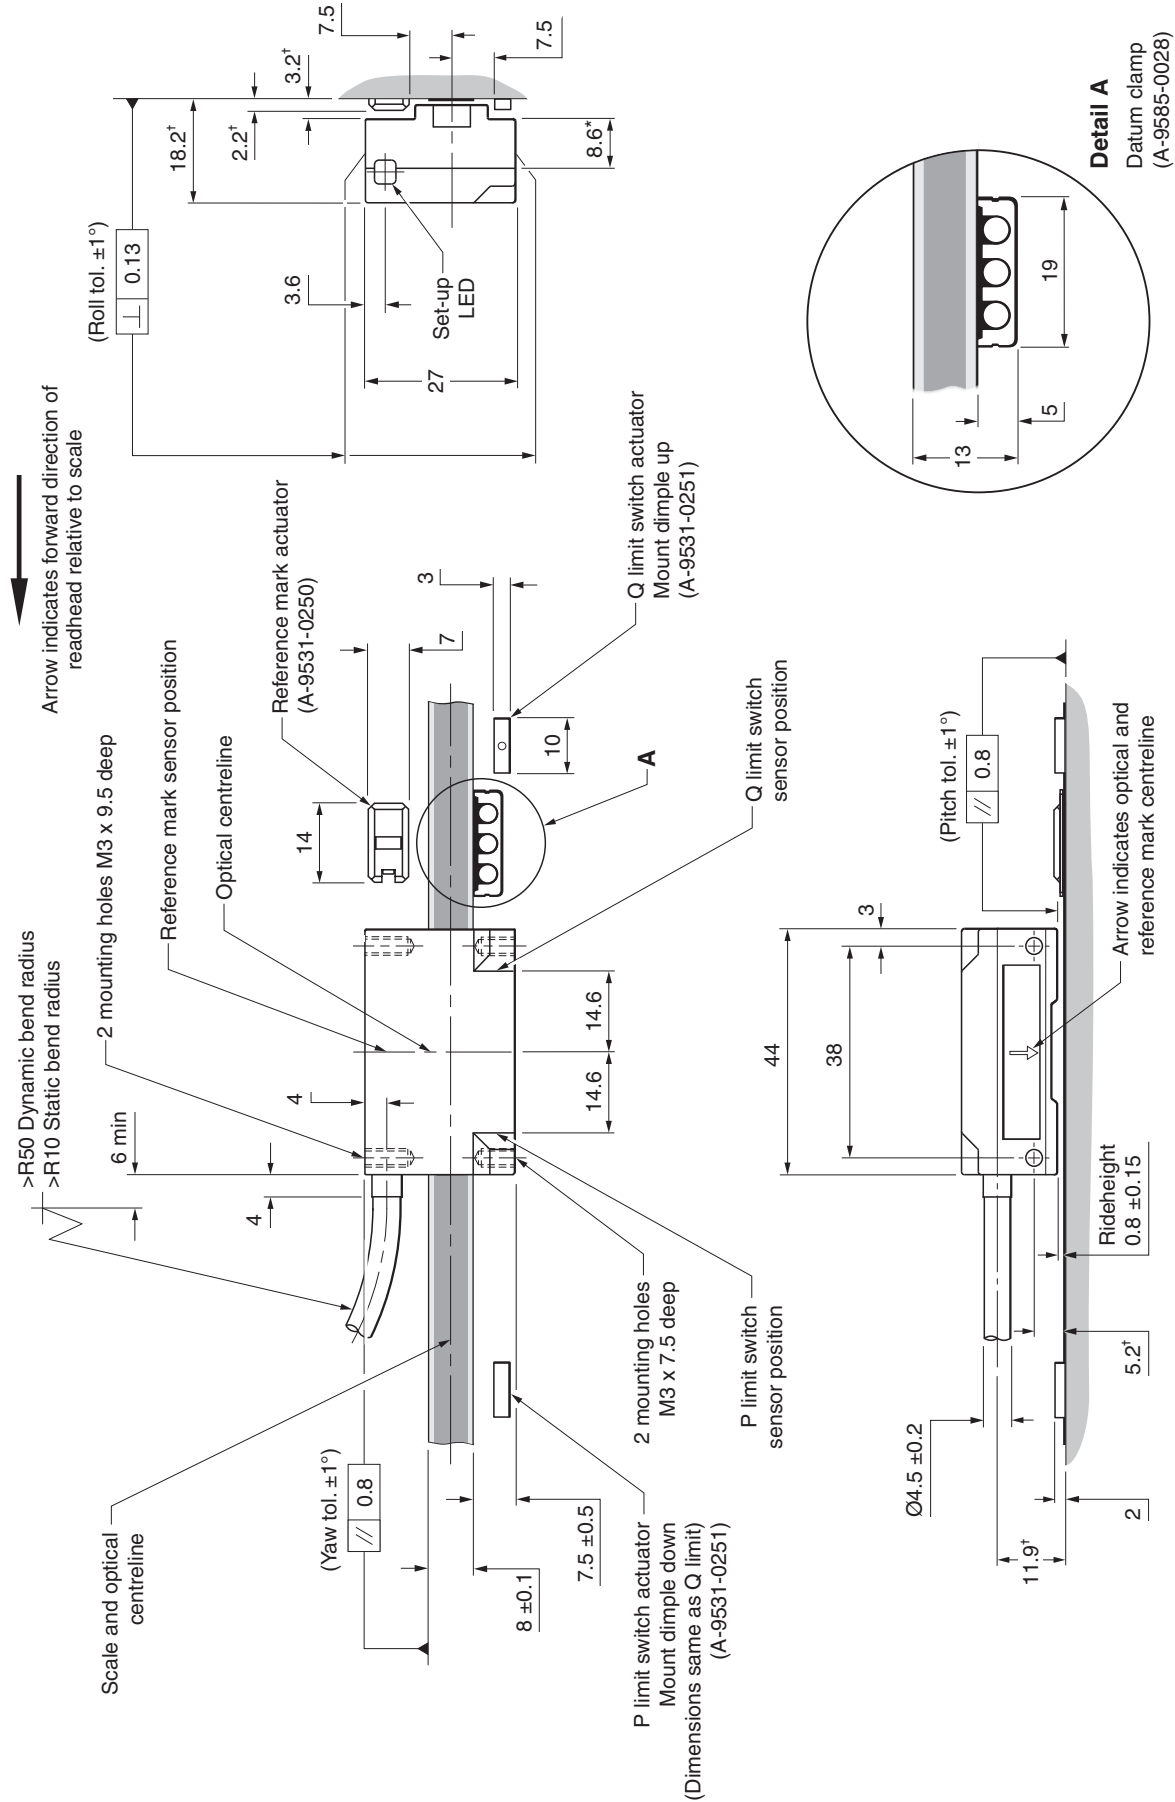 >R50 Dynamic bend radius
>R10 Static bend radius
6 min
4
4
2 mounting holes M3 x 9.5 deep
Reference mark sensor position
Optical centreline
Arrow indicates forward direction of
readhead relative to scale
Reference mark actuator
(A-9531-0250)
14
7
3
10
A
Q limit switch actuator
Mount dimple up
(A-9531-0251)
Q limit switch
sensor position
14.6
14.6
Scale and optical
centreline
(Yaw tol. ±1°)
// 0.8
8 ±0.1
7.5 ±0.5
P limit switch actuator
Mount dimple down
(Dimensions same as Q limit)
(A-9531-0251)
2 mounting holes
M3 x 7.5 deep
P limit switch
sensor position
(Roll tol. ±1°)
⊥ 0.13
18.2†
2.2†
3.2†
7.5
7.5
8.6*
3.6
Set-up
LED
27
44
38
3
(Pitch tol. ±1°)
// 0.8
Ø4.5 ±0.2
11.9†
2
5.2†
Rideheight
0.8 ±0.15
Arrow indicates optical and
reference mark centreline
13
5
19
Detail A
Datum clamp
(A-9585-0028)